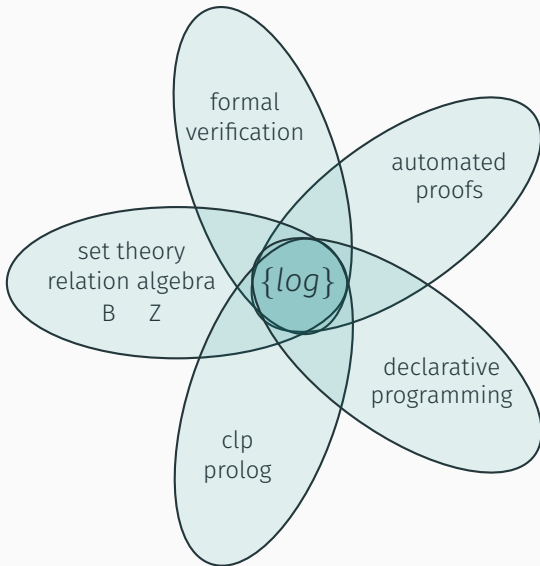 formal
verification
automated
proofs
set theory
relation algebra
B Z
{log}
declarative
programming
clp
prolog